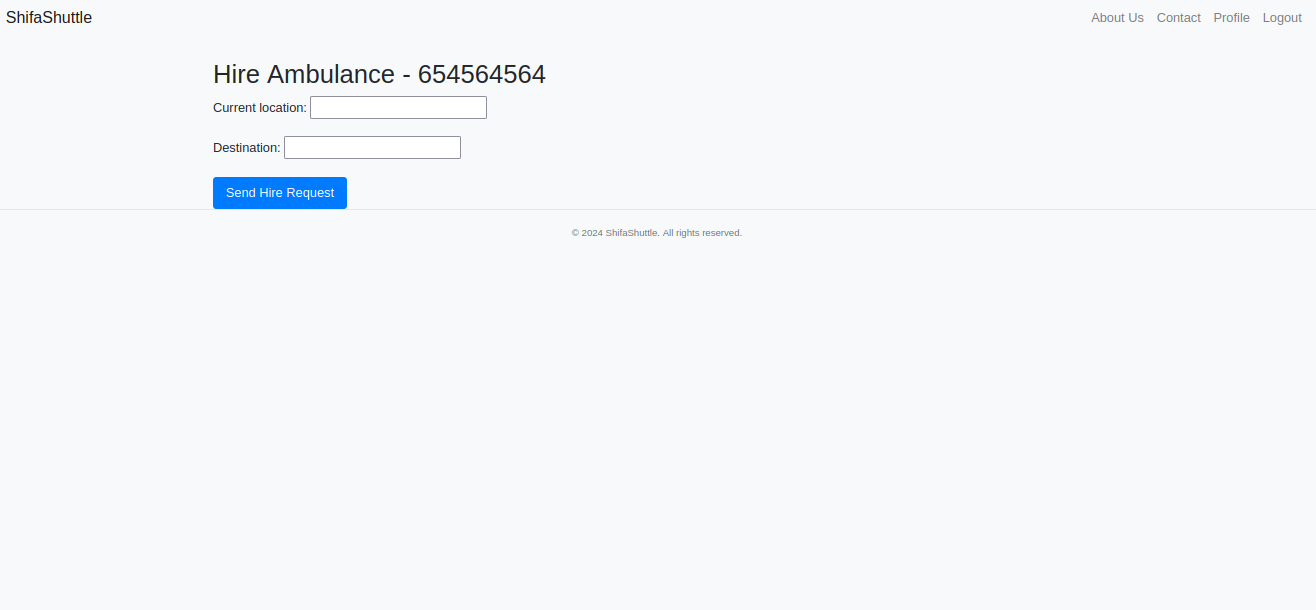 ShifaShuttle About Us Contact Profile Logout
Hire Ambulance - 654564564
Current location:
Destination:
Send Hire Request
© 2024 ShifaShuttle. All rights reserved.